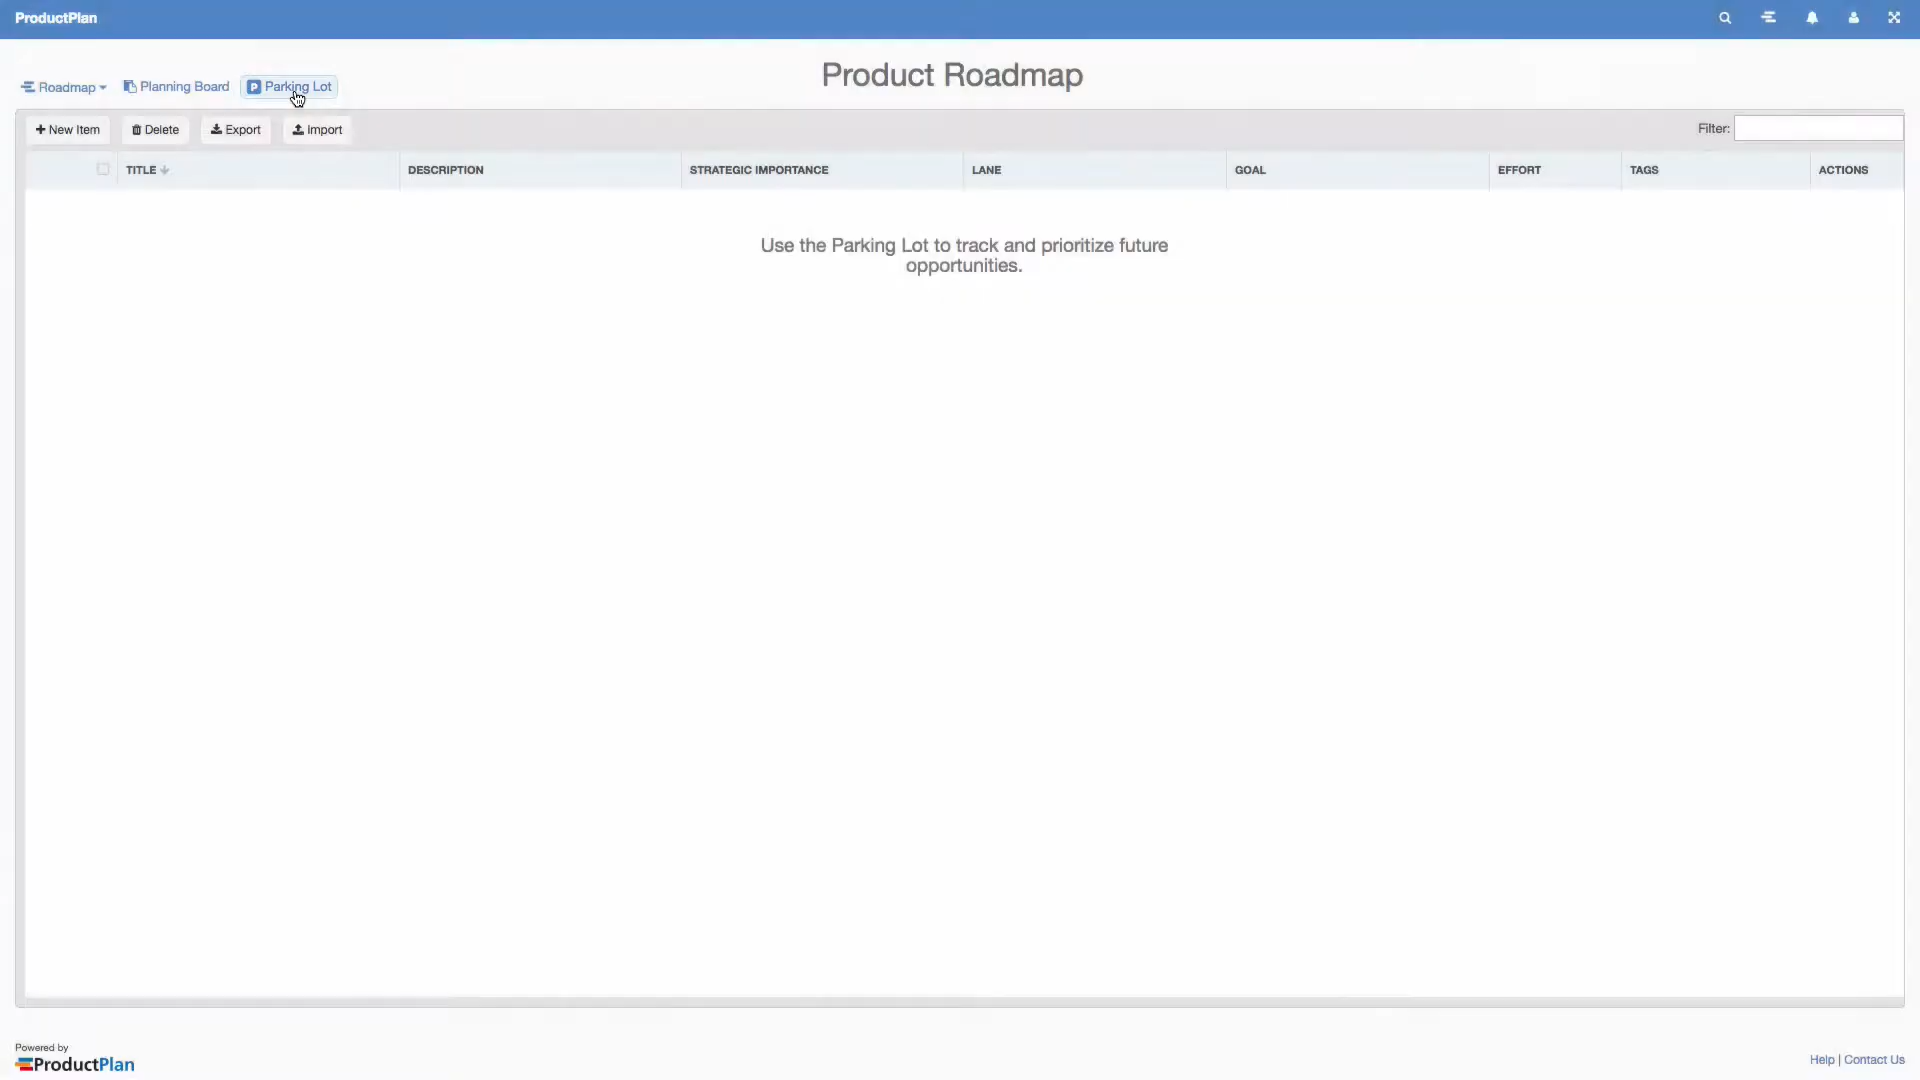 ProductPlan
Product Roadmap
Roadmap
Planning Board
P Parking Lot
New Item
Delete
Export
Import
Filter:
TITLE
DESCRIPTION
STRATEGIC IMPORTANCE
LANE
GOAL
EFFORT
TAGS
ACTIONS
Use the Parking Lot to track and prioritize future
opportunities.
Powered by
ProductPlan
Help | Contact Us